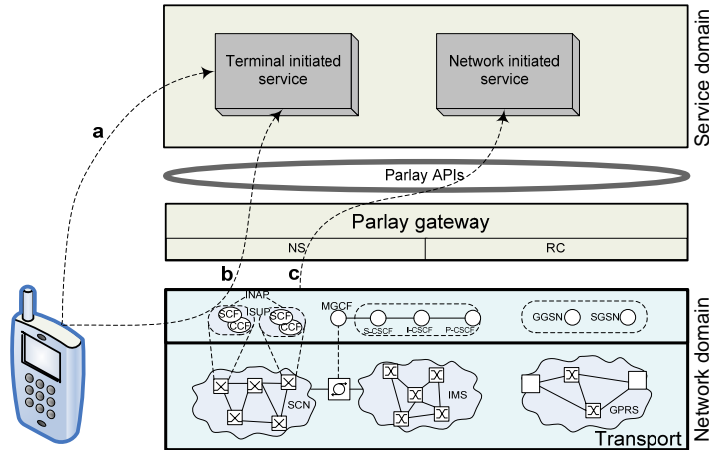 Terminal initiated
service
Network initiated
service
Service domain
a
Parlay APIs
Parlay gateway
NS
RC
b
c
INAP
SCF
CCF
ISUP
SCF
CCF
MGCF
S-CSCF
I-CSCF
P-CSCF
GGSN
SGSN
Network domain
SCN
IMS
GPRS
Transport